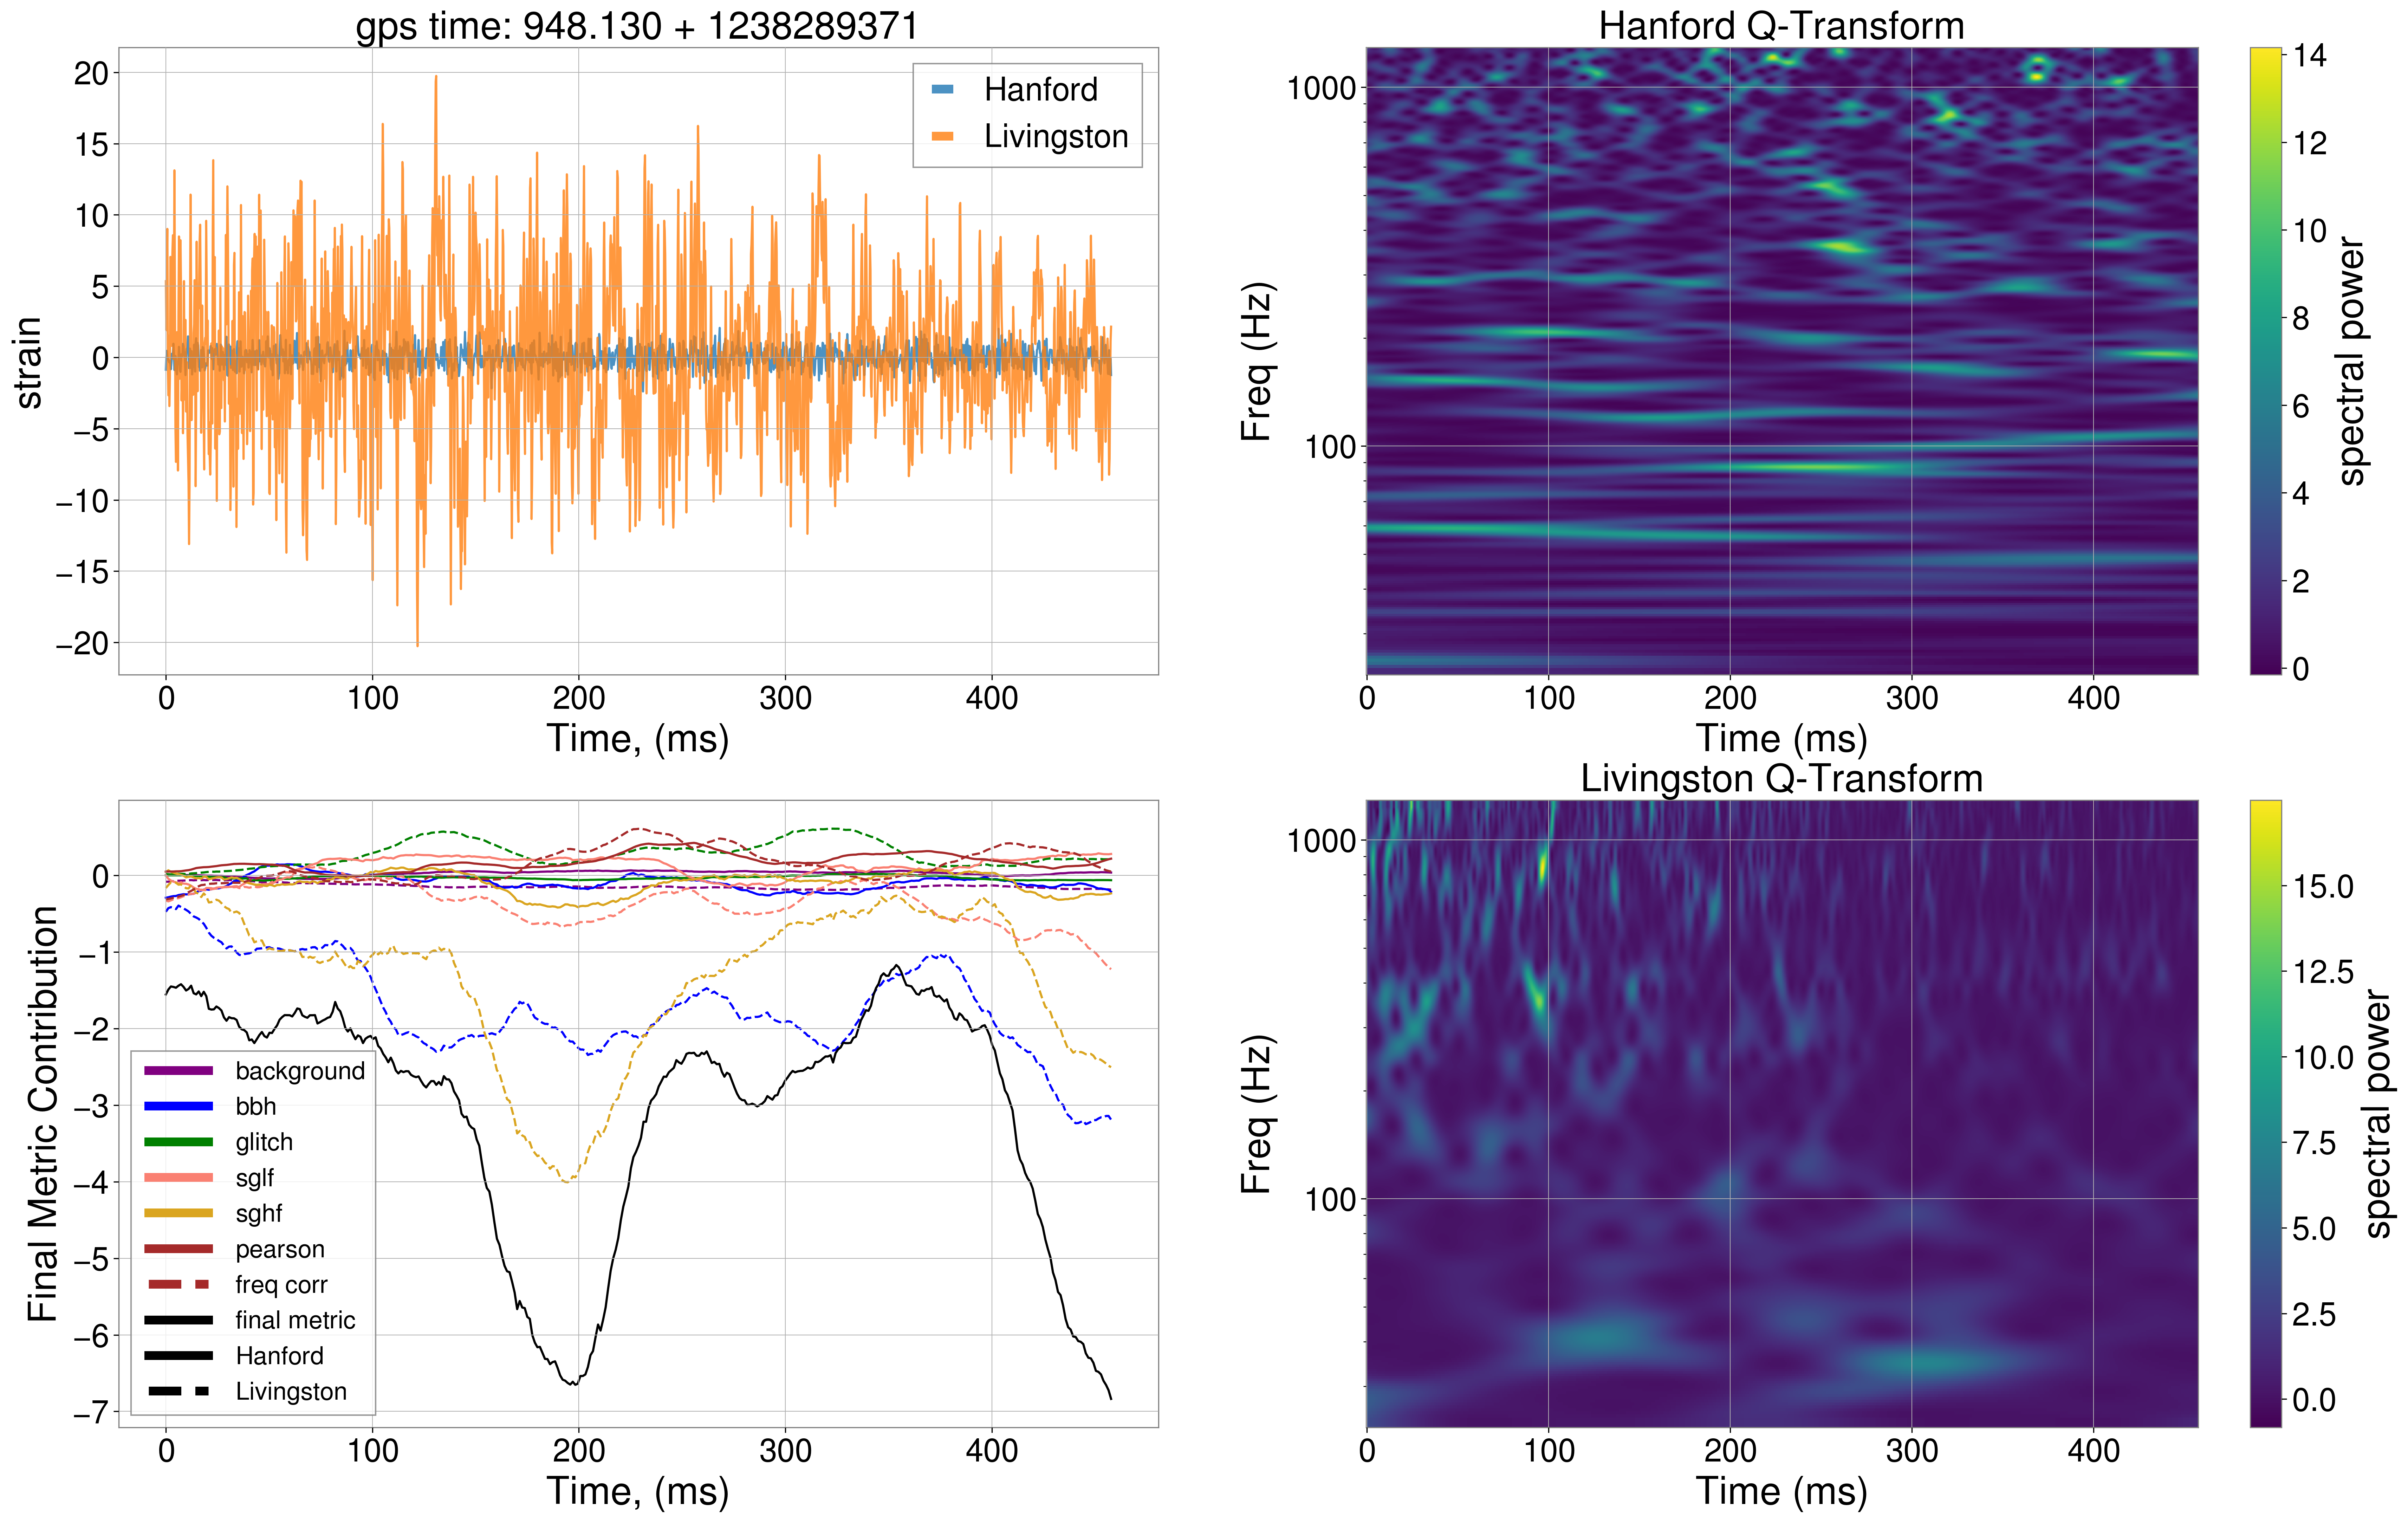 gps time: 948.130 + 1238289371
20
15
10
5
0
−5
−10
−15
−20
strain
Hanford
Livingston
0 100 200 300 400
Time, (ms)
Hanford Q-Transform
1000
100
Freq (Hz)
0 100 200 300 400
Time (ms)
14
12
10
8
6
4
2
0
spectral power
0
−1
−2
−3
−4
−5
−6
−7
Final Metric Contribution
background
bbh
glitch
sglf
sghf
pearson
freq corr
final metric
Hanford
Livingston
0 100 200 300 400
Time, (ms)
Livingston Q-Transform
1000
100
Freq (Hz)
0 100 200 300 400
Time (ms)
15.0
12.5
10.0
7.5
5.0
2.5
0.0
spectral power